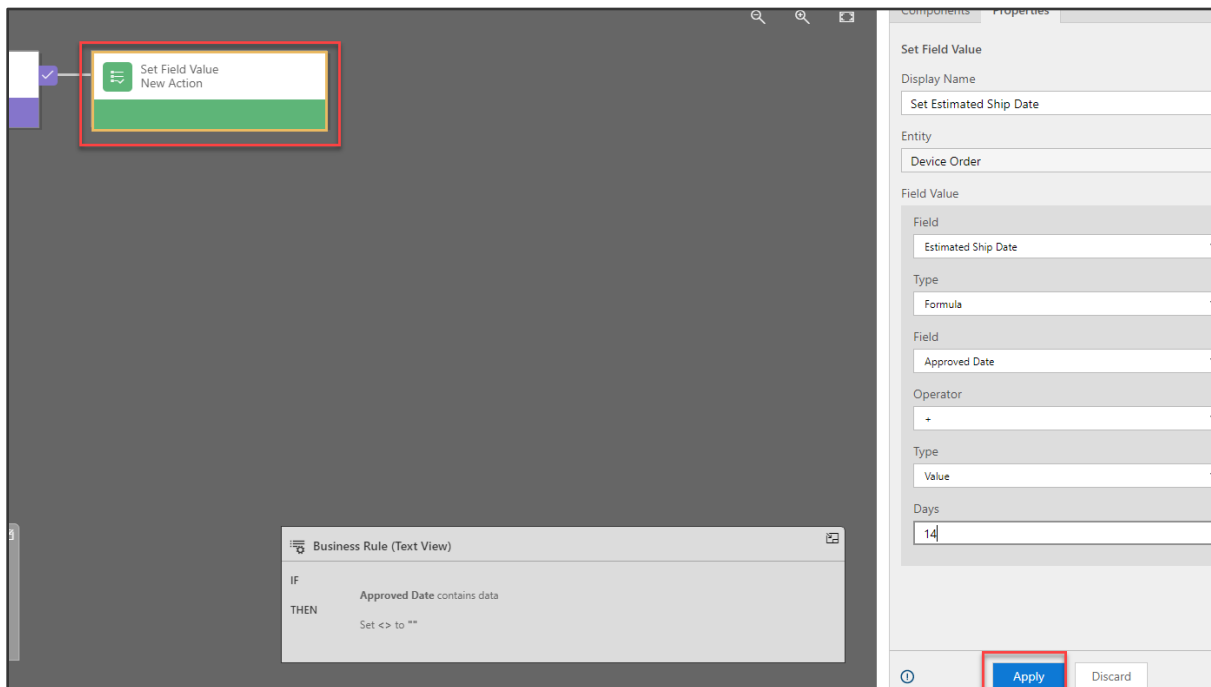 Components Properties
Set Field Value
New Action
Set Field Value
Display Name
Set Estimated Ship Date
Entity
Device Order
Field Value
Field
Estimated Ship Date
Type
Formula
Field
Approved Date
Operator
+
Type
Value
Days
14
Business Rule (Text View)
IF
Approved Date contains data
THEN
Set <> to ""
Apply Discard